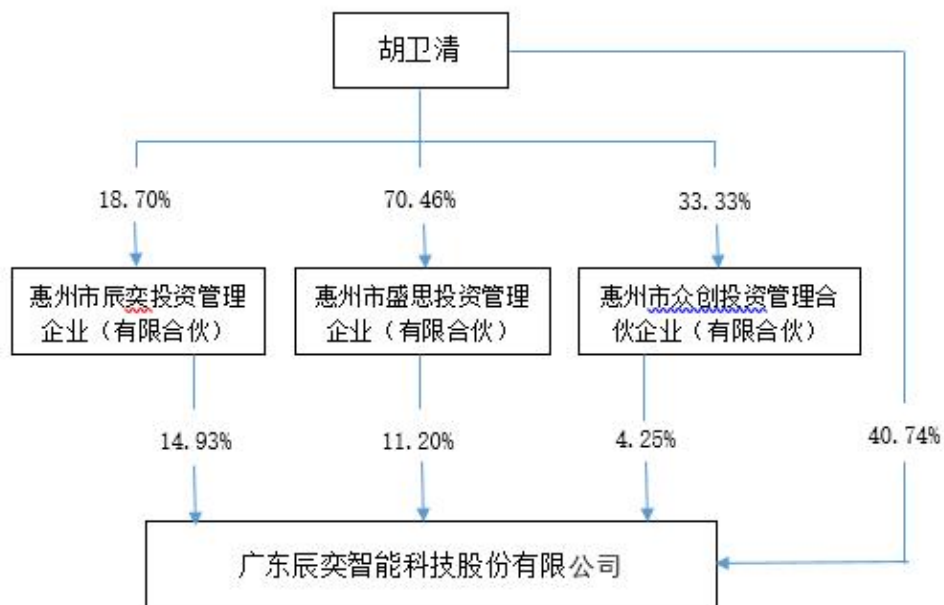 胡卫清
18.70%
70.46%
33.33%
惠州市辰奕投资管理
企业（有限合伙）
惠州市盛思投资管理
企业（有限合伙）
惠州市众创投资管理合
伙企业（有限合伙）
14.93%
11.20%
4.25%
40.74%
广东辰奕智能科技股份有限公司